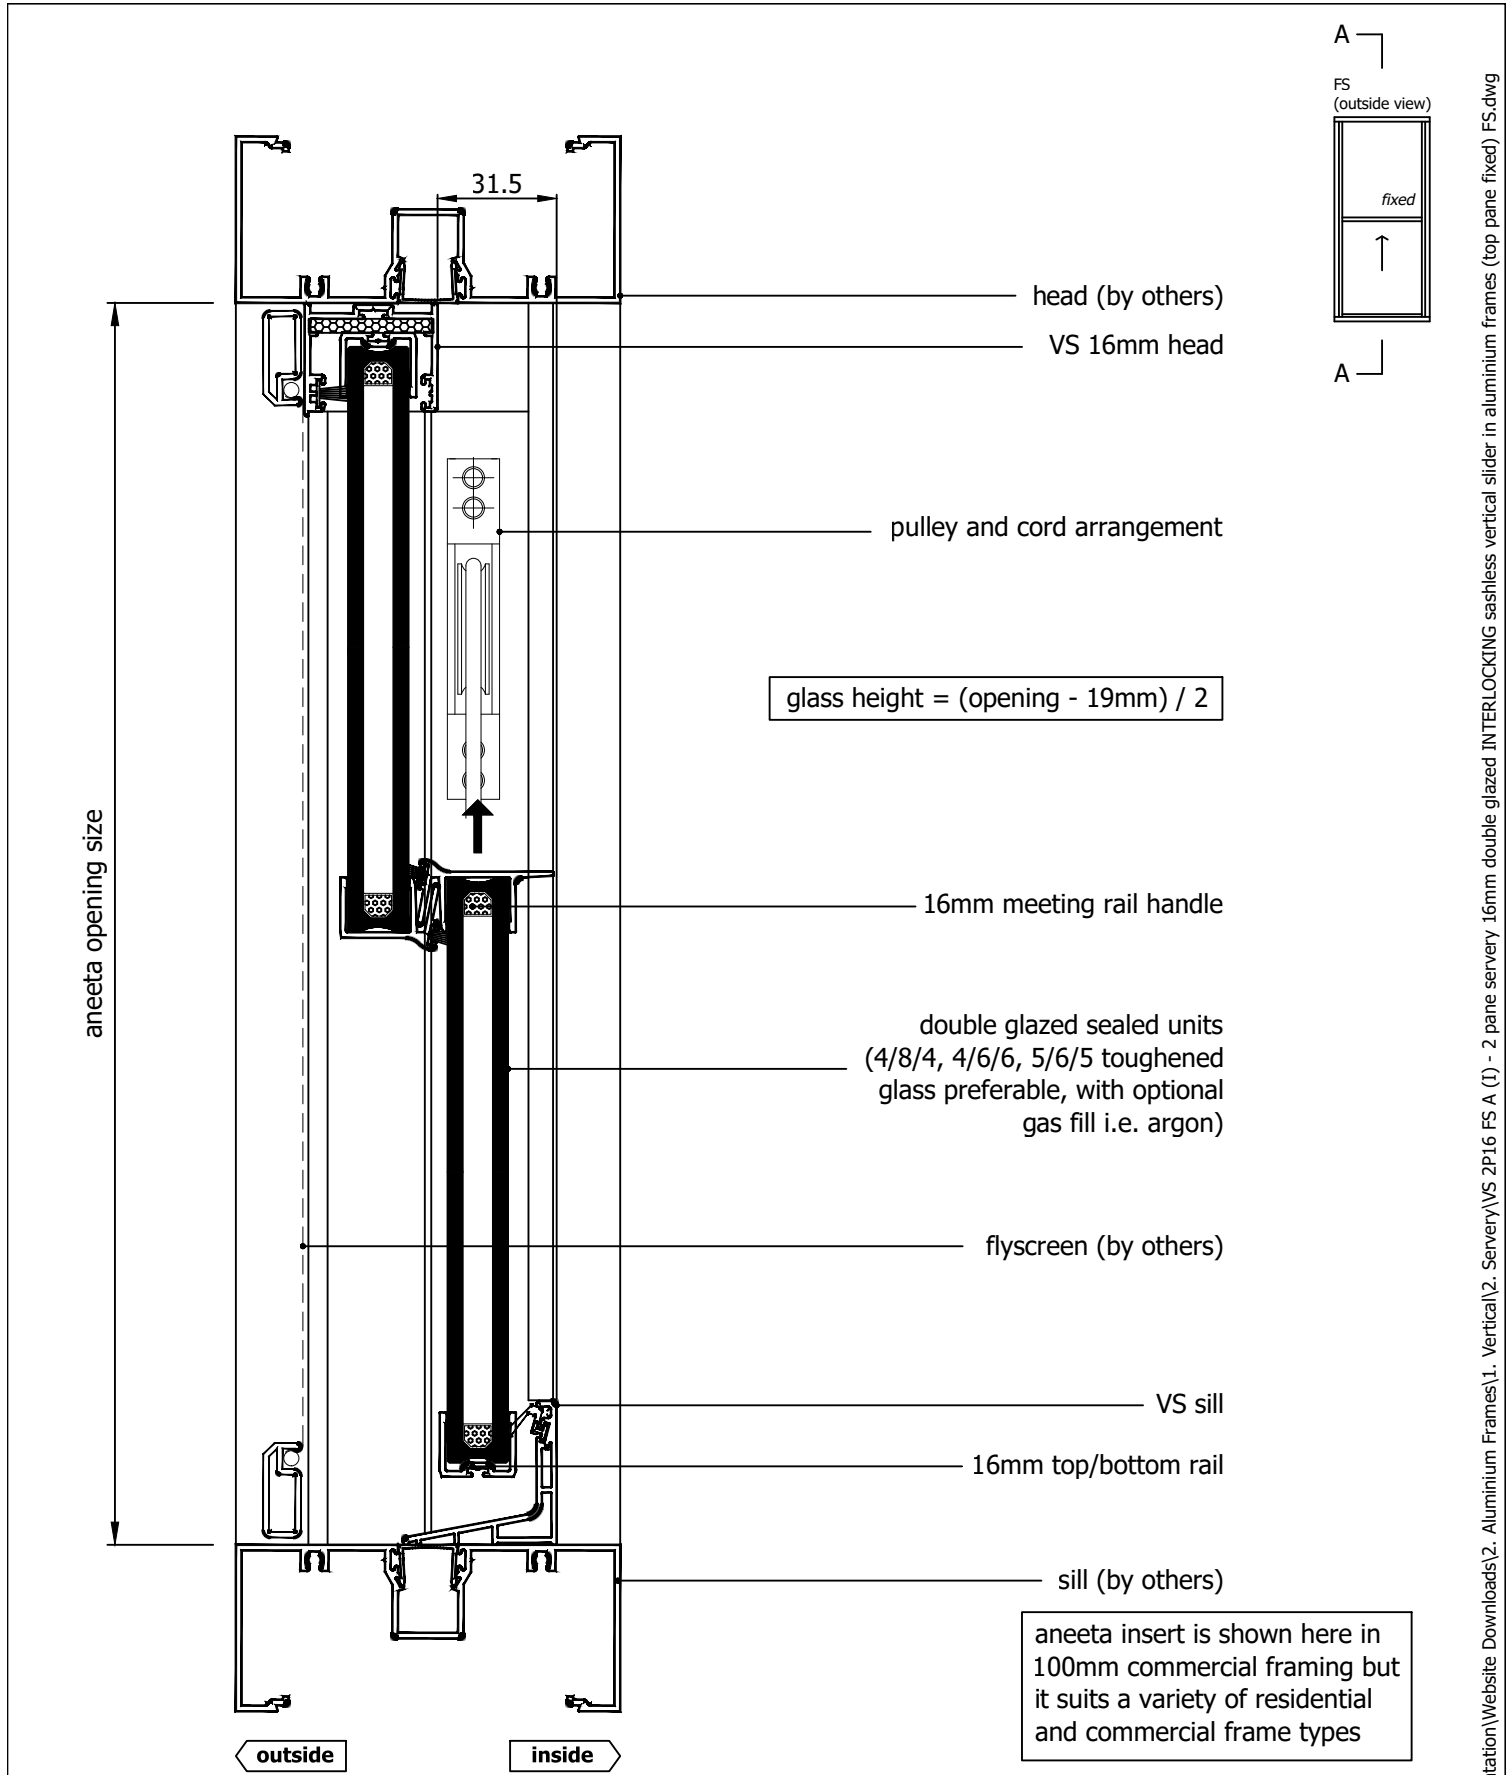 A
FS
(outside view)
fixed
A
31.5
head (by others)
VS 16mm head
pulley and cord arrangement
glass height = (opening - 19mm) / 2
aneeta opening size
16mm meeting rail handle
double glazed sealed units
(4/8/4, 4/6/6, 5/6/5 toughened
glass preferable, with optional
gas fill i.e. argon)
flyscreen (by others)
VS sill
16mm top/bottom rail
sill (by others)
aneeta insert is shown here in
100mm commercial framing but
it suits a variety of residential
and commercial frame types
outside
inside
\Website Downloads\2. Aluminium Frames\1. Vertical\2. Servery\VS 2P16 FS A (I) - 2 pane servery 16mm double glazed INTERLOCKING sashless vertical slider in aluminium frames (top pane fixed) FS.dwg